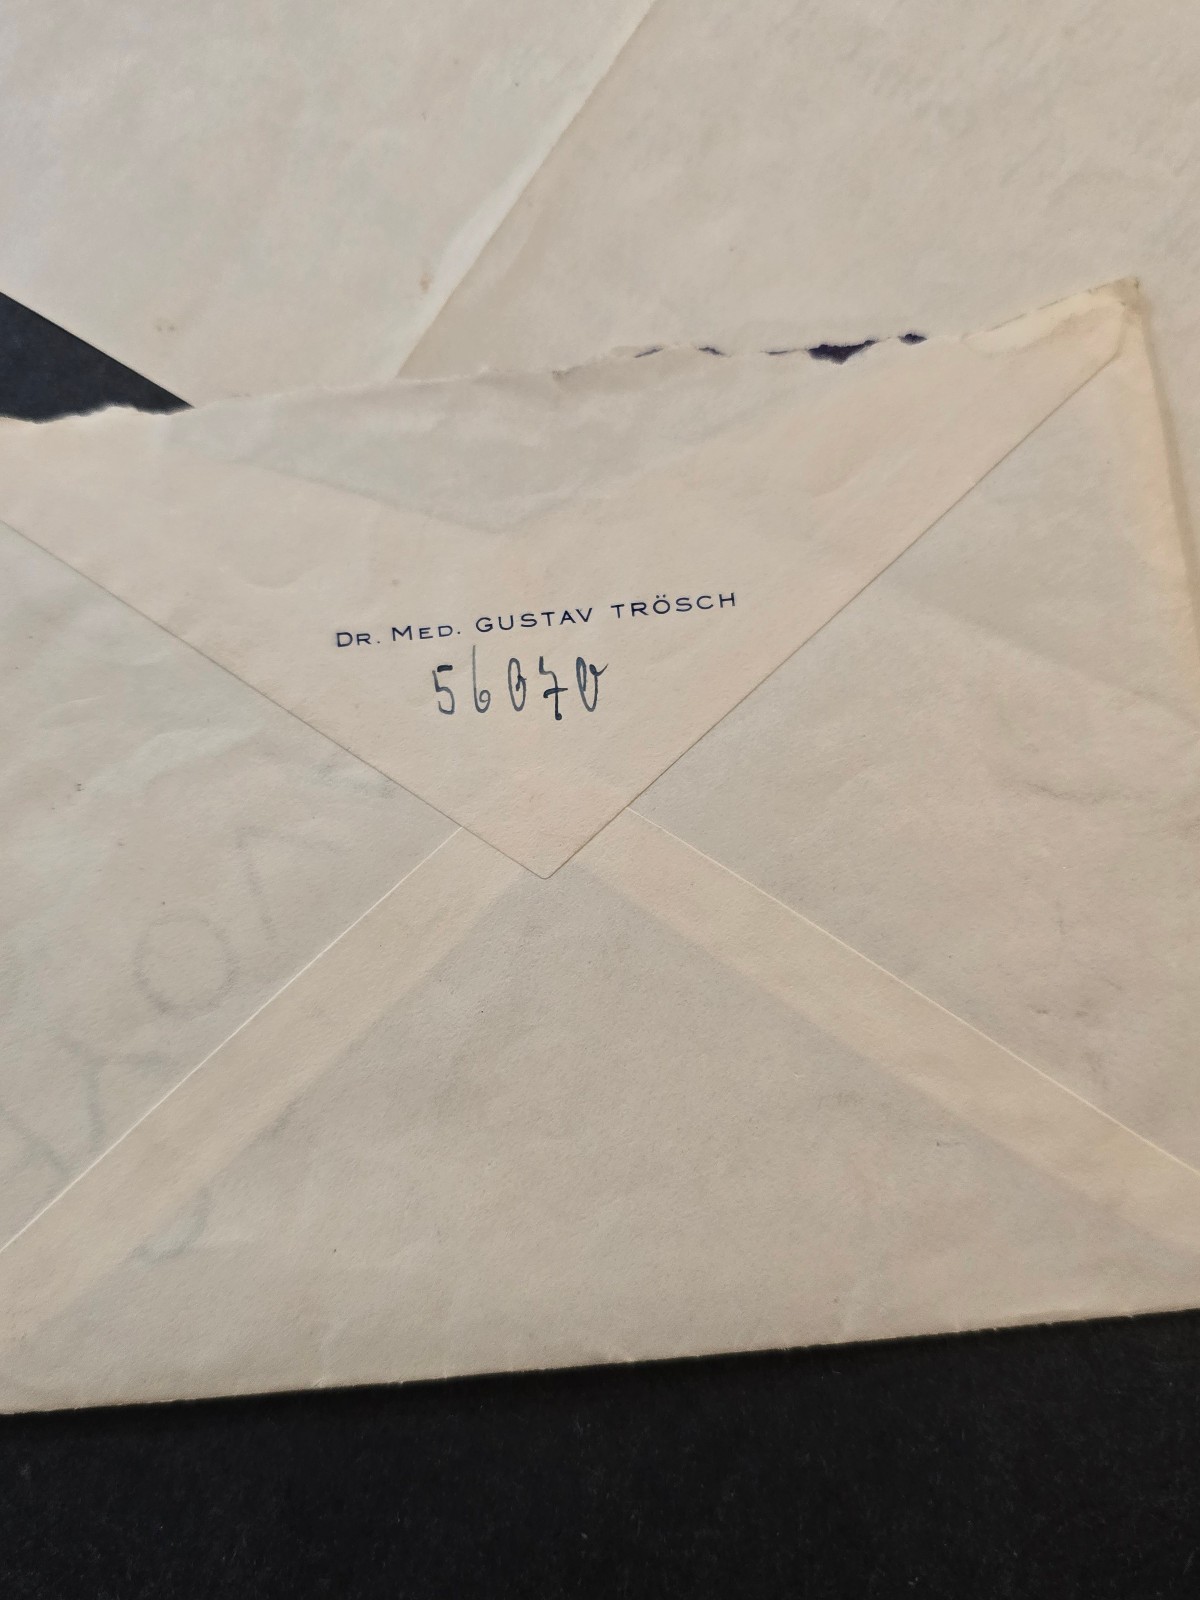 DR. MED. GUSTAV TRÖSCH
56070